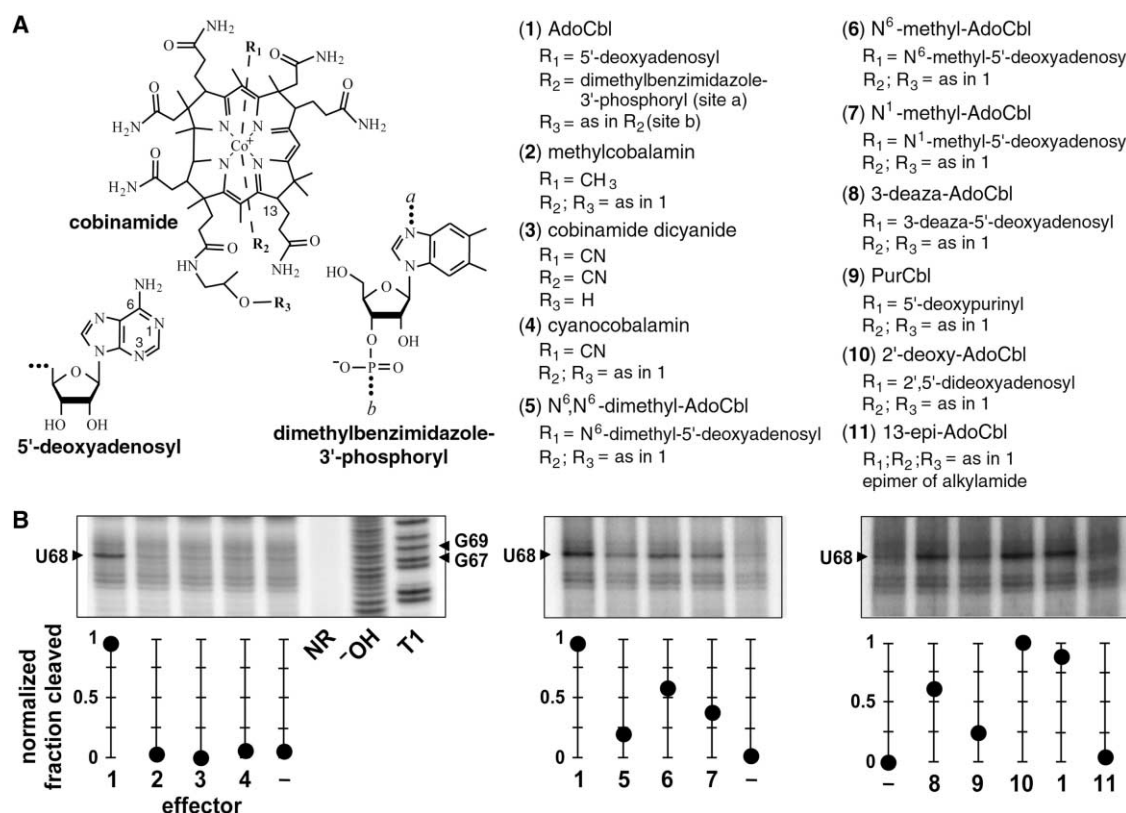 A
R1
NH2
O
NH2
O
O
NH2
H2N
O
NH2
O
N
N
Co+
N
N
H2N
O
cobinamide
13
R2
O
HN
O
NH2
O—R3
NH2
6
N
N
1
N
3
N
O
HO
OH
5'-deoxyadenosyl
a
N
N
HO
O
O
OH
−O—P=O
b
dimethylbenzimidazole-
3'-phosphoryl
(1) AdoCbl
R1 = 5'-deoxyadenosyl
R2 = dimethylbenzimidazole-
3'-phosphoryl (site a)
R3 = as in R2 (site b)
(2) methylcobalamin
R1 = CH3
R2; R3 = as in 1
(3) cobinamide dicyanide
R1 = CN
R2 = CN
R3 = H
(4) cyanocobalamin
R1 = CN
R2; R3 = as in 1
(5) N6,N6-dimethyl-AdoCbl
R1 = N6-dimethyl-5'-deoxyadenosyl
R2; R3 = as in 1
(6) N6-methyl-AdoCbl
R1 = N6-methyl-5'-deoxyadenosy
R2; R3 = as in 1
(7) N1-methyl-AdoCbl
R1 = N1-methyl-5'-deoxyadenosyl
R2; R3 = as in 1
(8) 3-deaza-AdoCbl
R1 = 3-deaza-5'-deoxyadenosyl
R2; R3 = as in 1
(9) PurCbl
R1 = 5'-deoxypurinyl
R2; R3 = as in 1
(10) 2'-deoxy-AdoCbl
R1 = 2',5'-dideoxyadenosyl
R2; R3 = as in 1
(11) 13-epi-AdoCbl
R1;R2;R3 = as in 1
epimer of alkylamide
B
U68
G69
G67
NR
−OH
T1
U68
U68
normalized
fraction cleaved
1
0.5
0
1 2 3 4 –
effector
1
0.5
0
1 5 6 7 –
1
0.5
0
– 8 9 10 1 11